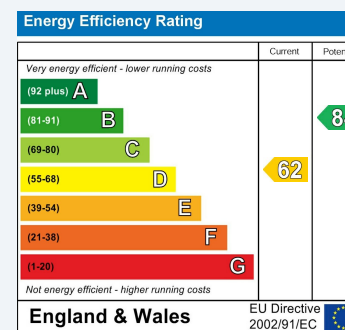 Energy Efficiency Rating
Current
Very energy efficient - lower running costs
(92 plus) A
(81-91) B
(69-80) C
(55-68) D
62
(39-54) E
(21-38) F
(1-20) G
Not energy efficient - higher running costs
England & Wales
EU Directive
2002/91/EC